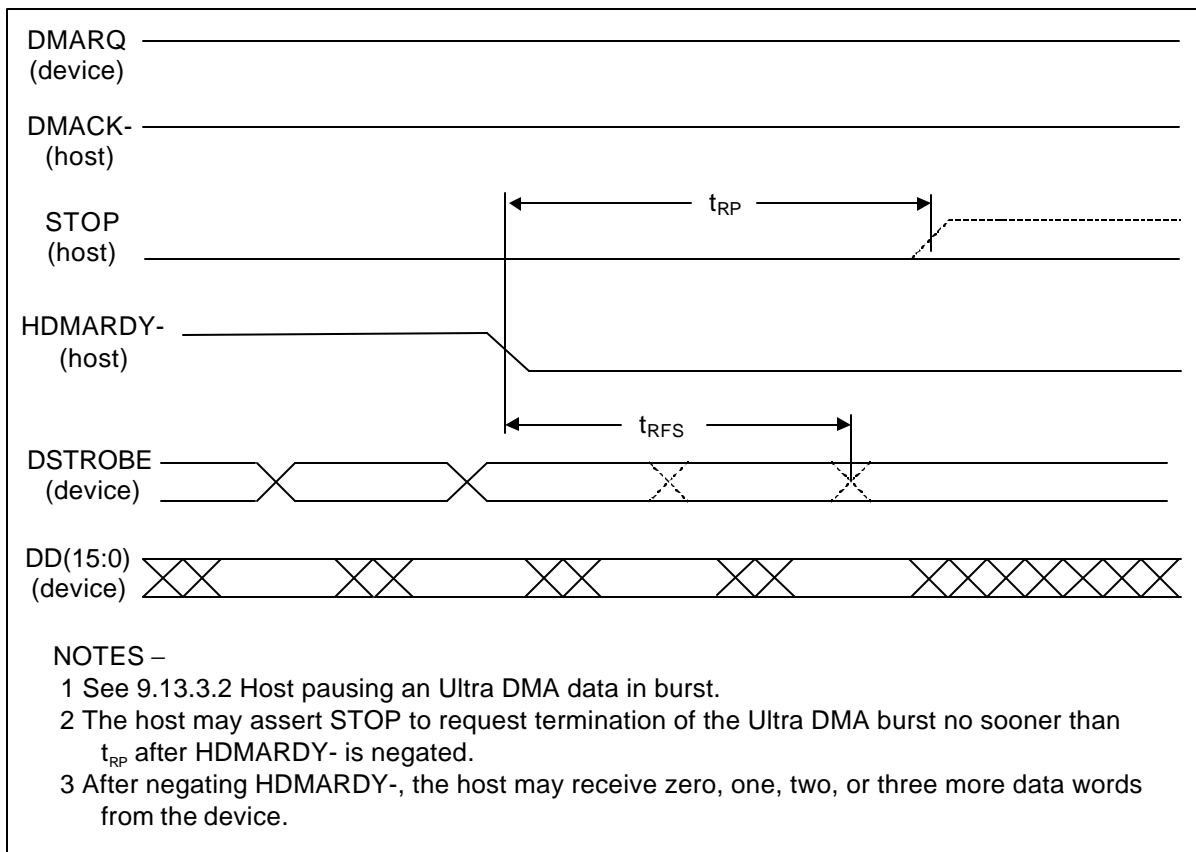 DMARQ
(device)
DMACK-
(host)
tRP
STOP
(host)
HDMARDY-
(host)
tRFS
DSTROBE
(device)
DD(15:0)
(device)
NOTES –
1 See 9.13.3.2 Host pausing an Ultra DMA data in burst.
2 The host may assert STOP to request termination of the Ultra DMA burst no sooner than
tRP after HDMARDY- is negated.
3 After negating HDMARDY-, the host may receive zero, one, two, or three more data words
from the device.